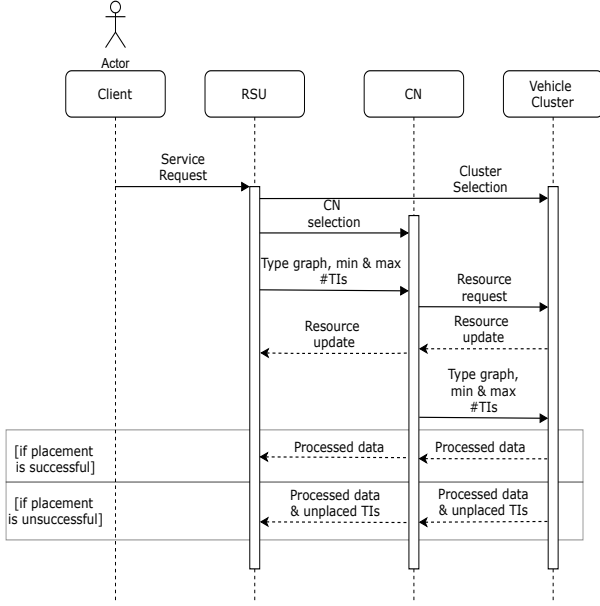 Actor
Client
RSU
CN
Vehicle
Cluster
Service
Request
Cluster
Selection
CN
selection
Type graph, min & max
#TIs
Resource
request
Resource
update
Resource
update
Type graph,
min & max
#TIs
[if placement
is successful]
Processed data
Processed data
[if placement
is unsuccessful]
Processed data
& unplaced TIs
Processed data
& unplaced TIs